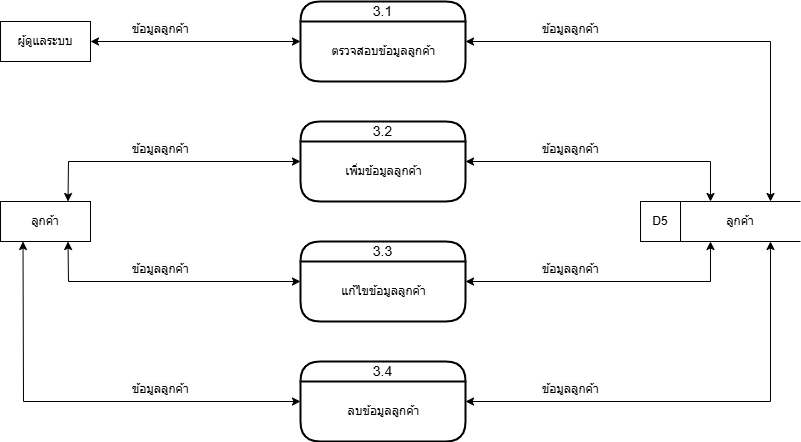 3.1
ข้อมูลลูกค้า
ข้อมูลลูกค้า
ผู้ดูแลระบบ
ตรวจสอบข้อมูลลูกค้า
3.2
ข้อมูลลูกค้า
ข้อมูลลูกค้า
เพิ่มข้อมูลลูกค้า
ลูกค้า
D5
ลูกค้า
3.3
ข้อมูลลูกค้า
ข้อมูลลูกค้า
แก้ไขข้อมูลลูกค้า
3.4
ข้อมูลลูกค้า
ข้อมูลลูกค้า
ลบข้อมูลลูกค้า